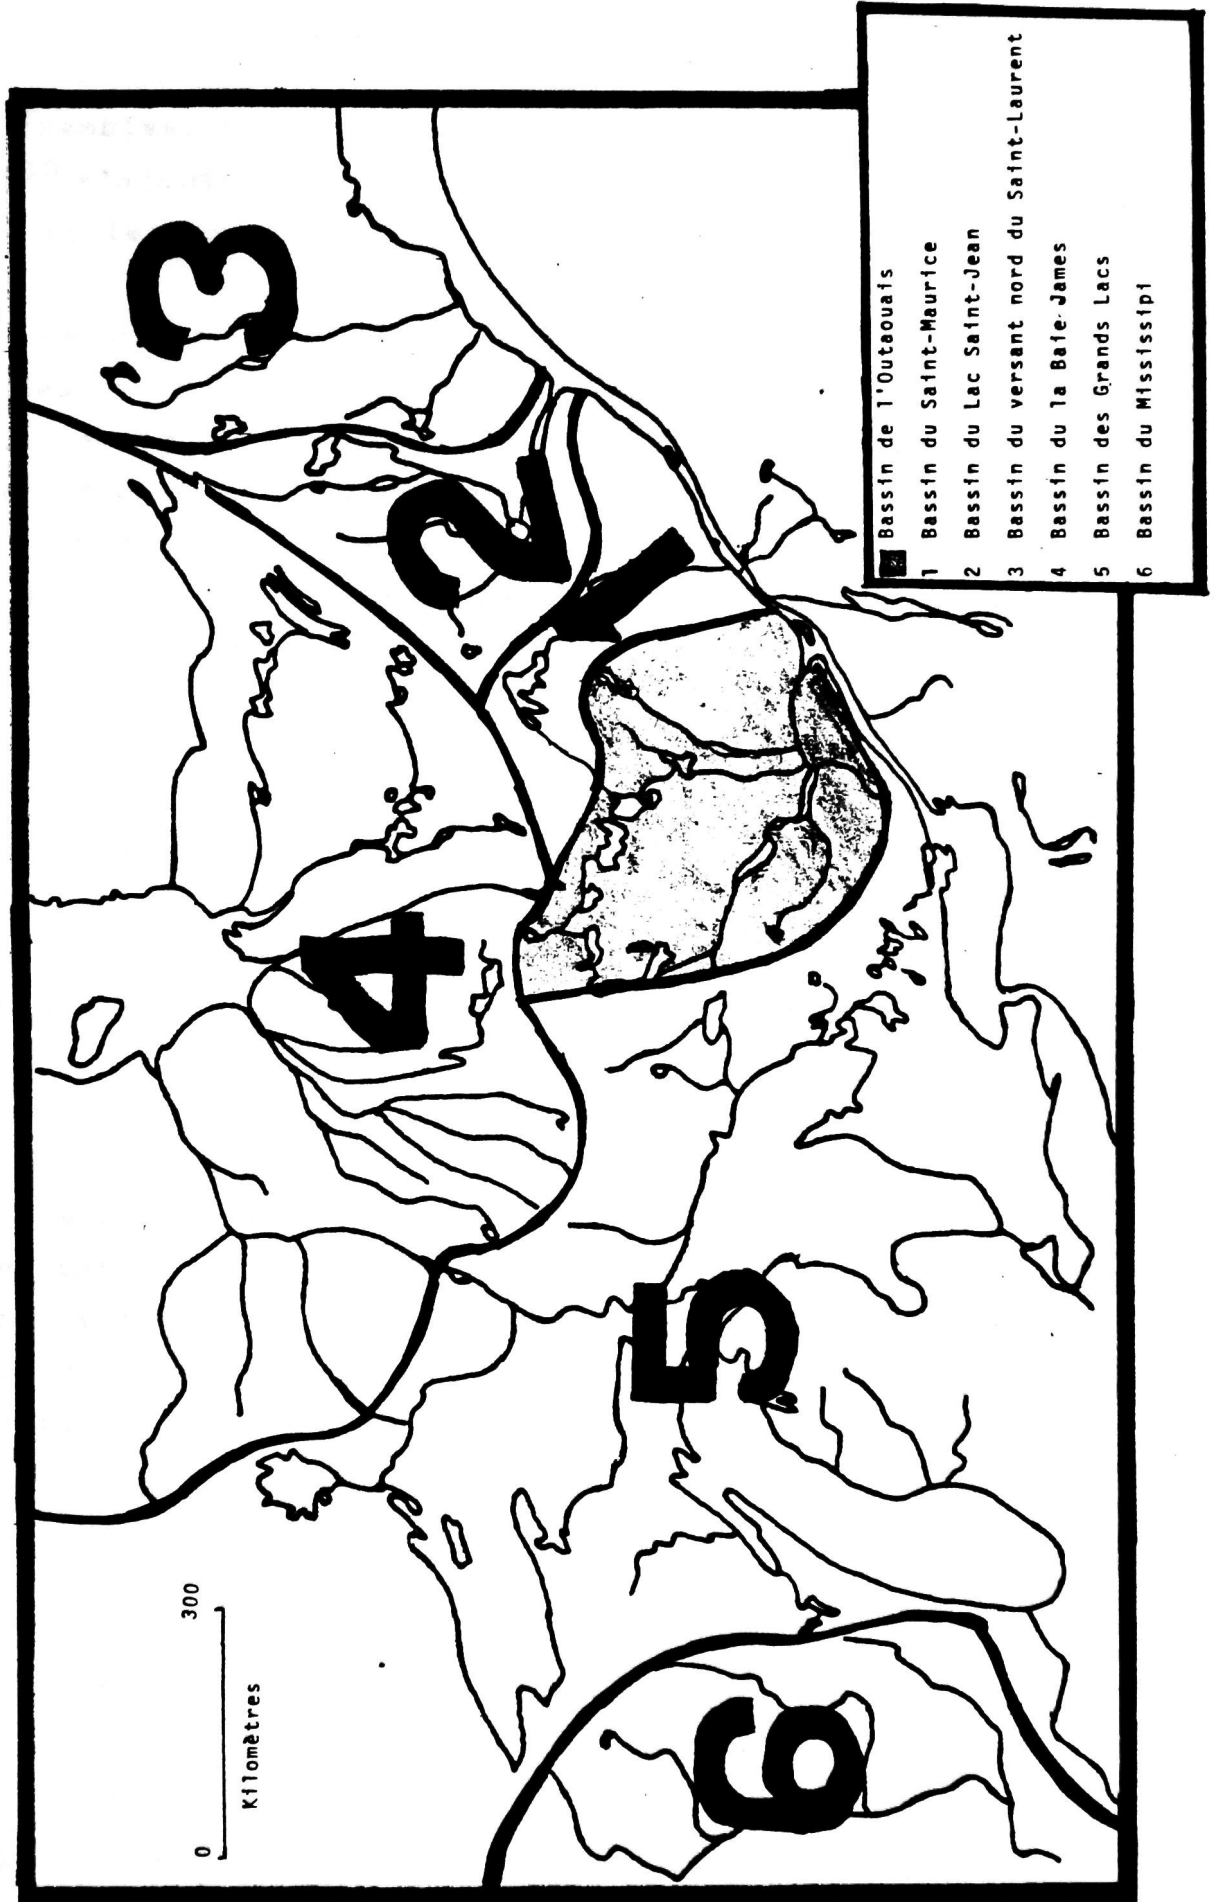 3
2
1
4
5
6
0 300
Kilomètres
Bassin de l'Outaouais
1 Bassin du Saint-Maurice
2 Bassin du Lac Saint-Jean
3 Bassin du versant nord du Saint-Laurent
4 Bassin du la Baie-James
5 Bassin des Grands Lacs
6 Bassin du Mississipi